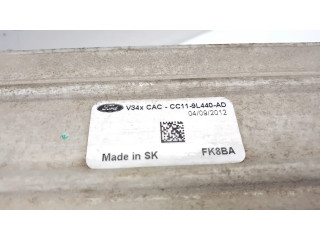 Ford V34x CAC - CC11-9L440-AD
04/09/2012
Made in SK FK8BA